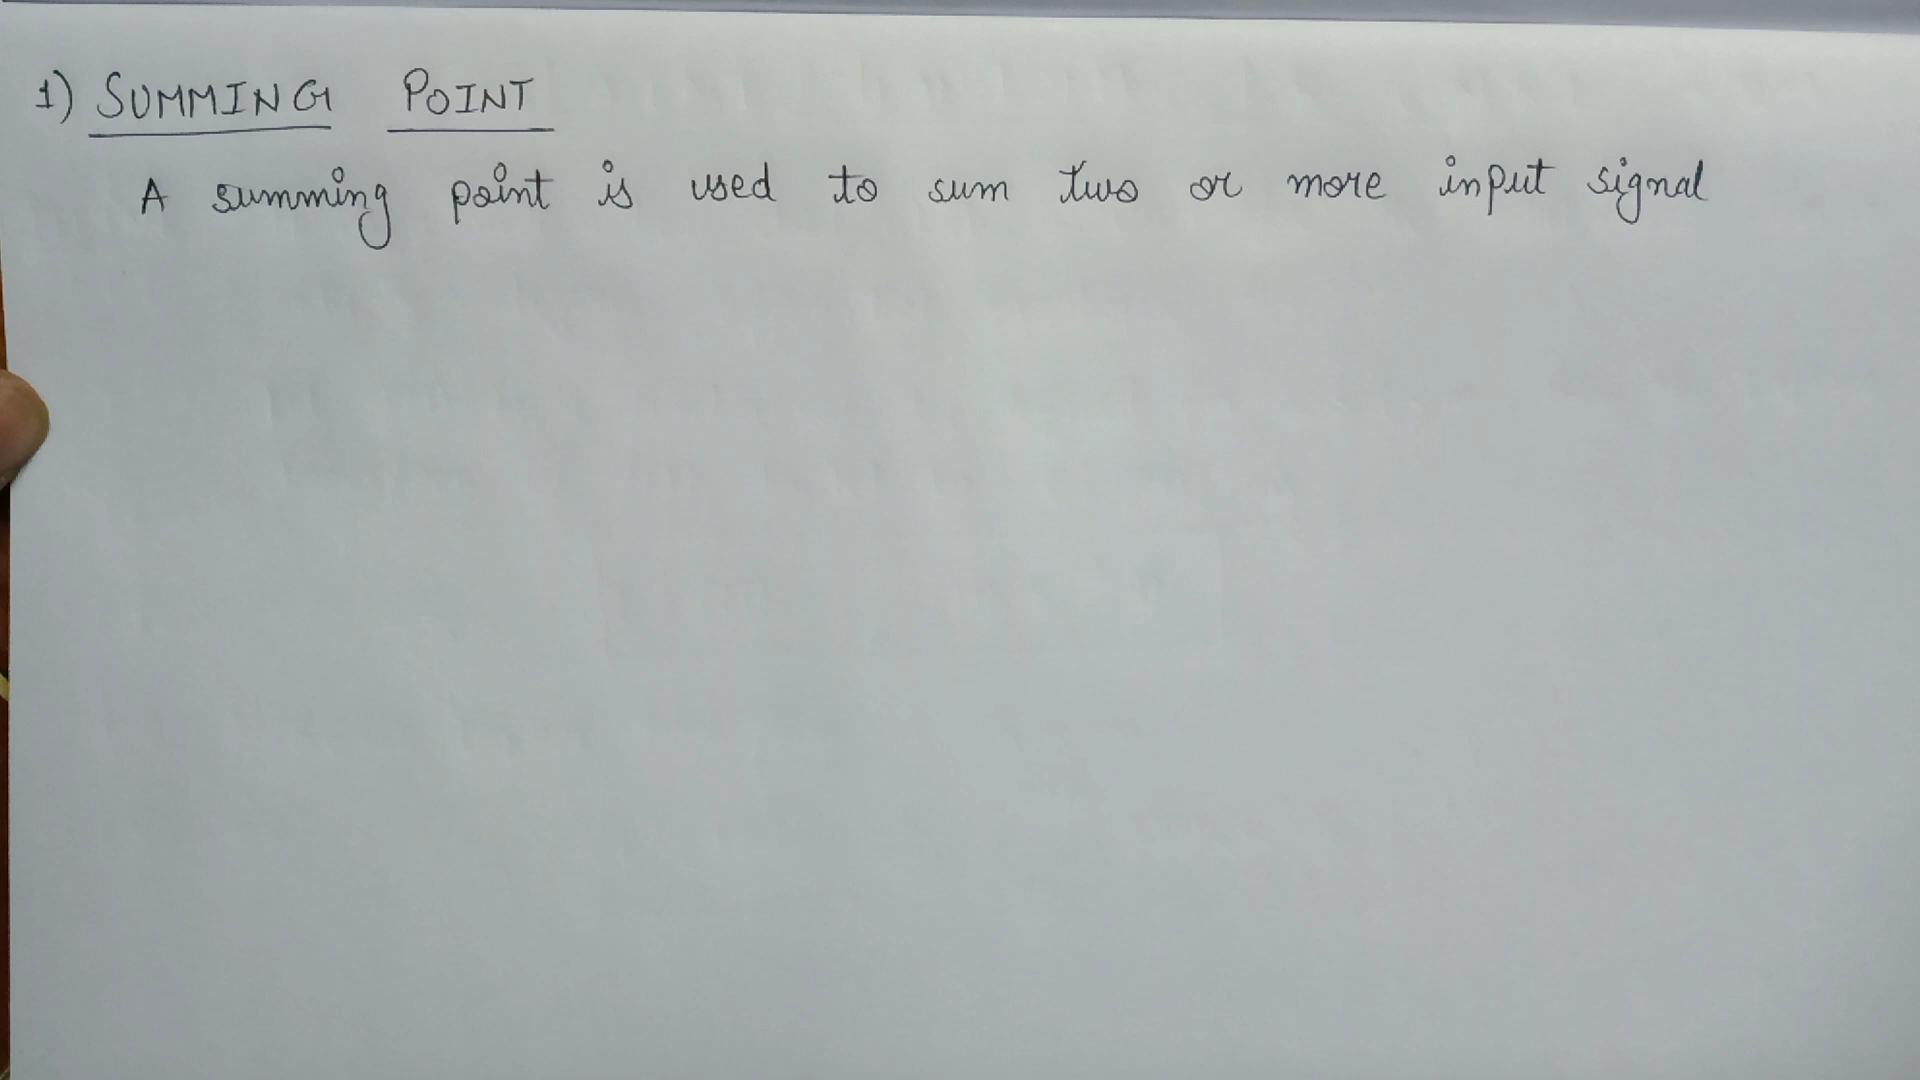 1) SUMMING POINT
A summing point is used to sum two or more input signal